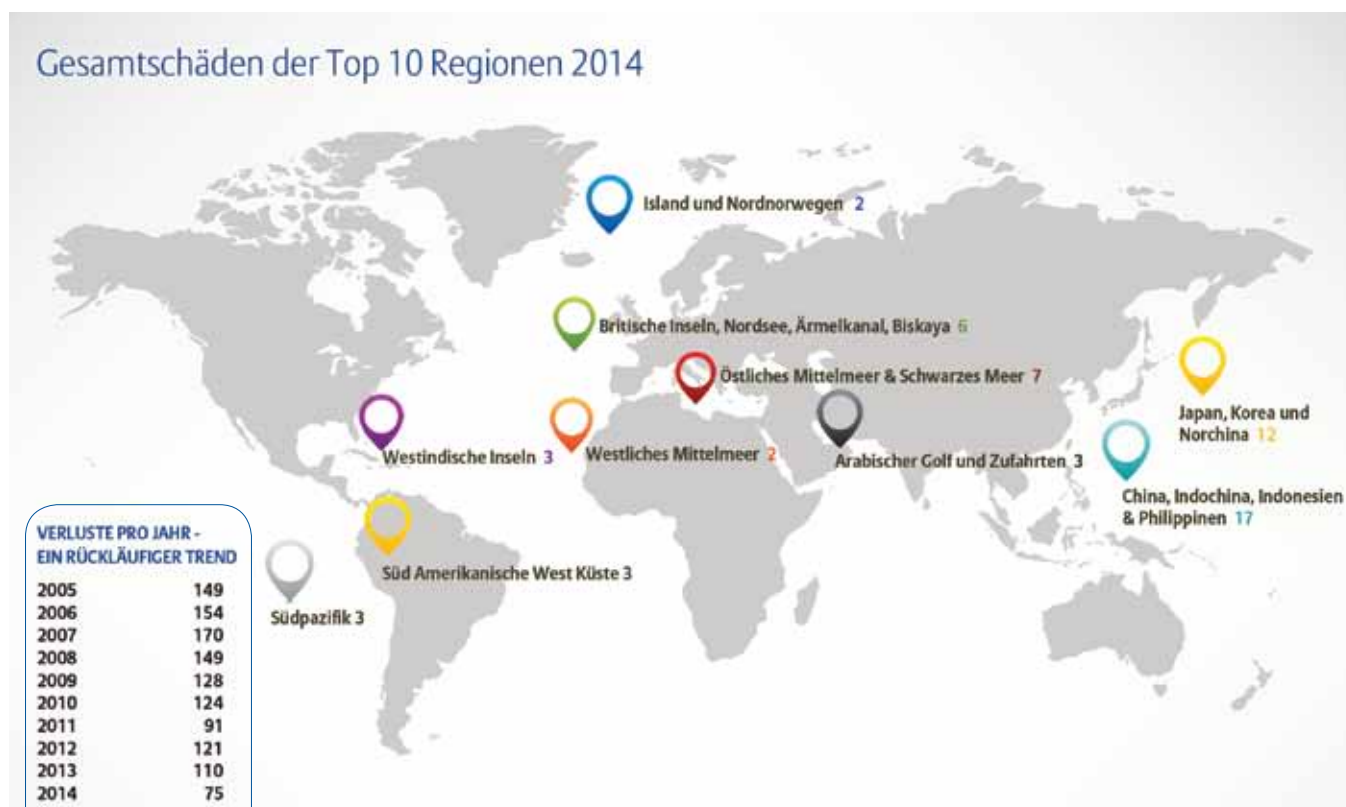 Gesamtschäden der Top 10 Regionen 2014
Island und Nordnorwegen 2
Britische Inseln, Nordsee, Ärmelkanal, Biskaya 6
Östliches Mittelmeer & Schwarzes Meer 7
Japan, Korea und
Norchina 12
Westindische Inseln 3
Westliches Mittelmeer 2
Arabischer Golf und Zufahrten 3
China, Indochina, Indonesien
& Philippinen 17
Süd Amerikanische West Küste 3
Südpazifik 3
VERLUSTE PRO JAHR -
EIN RÜCKLÄUFIGER TREND
2005 149
2006 154
2007 170
2008 149
2009 128
2010 124
2011 91
2012 121
2013 110
2014 75